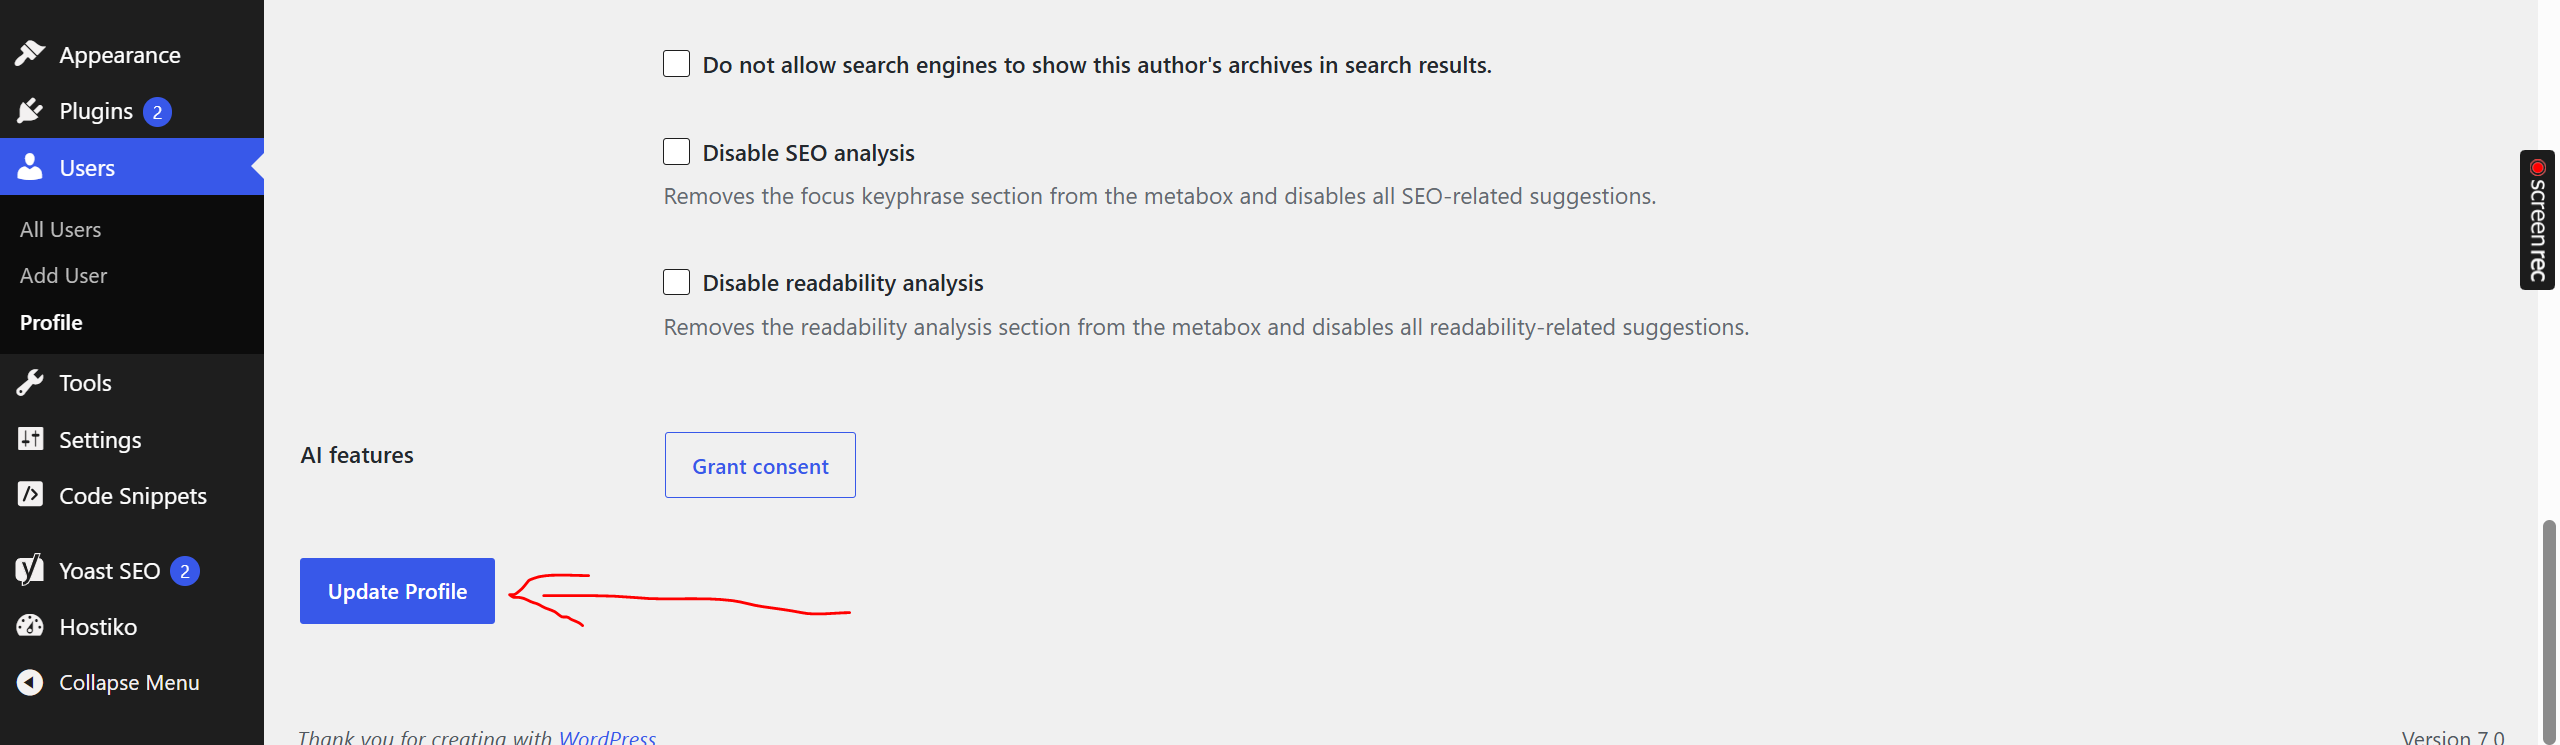 Appearance
Plugins 2
Users
All Users
Add User
Profile
Tools
Settings
Code Snippets
Yoast SEO 2
Hostiko
Collapse Menu
Do not allow search engines to show this author's archives in search results.
Disable SEO analysis
Removes the focus keyphrase section from the metabox and disables all SEO-related suggestions.
Disable readability analysis
Removes the readability analysis section from the metabox and disables all readability-related suggestions.
AI features
Grant consent
Update Profile
Thank you for creating with WordPress
Version 7.0
screenrec